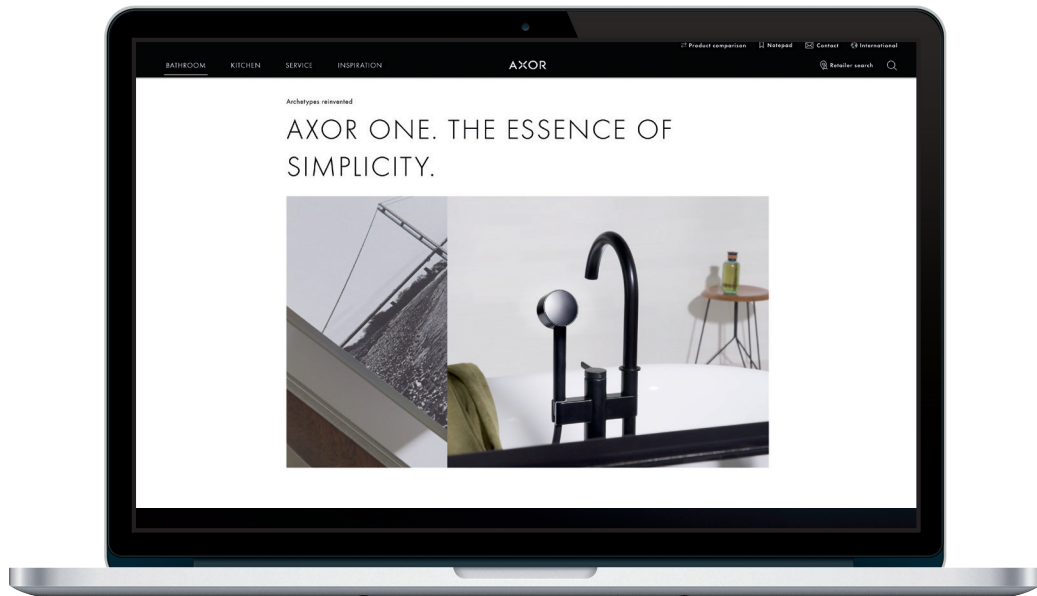 Product comparison Notepad Contact International
BATHROOM KITCHEN SERVICE INSPIRATION AXOR Retailer search
Archetypes reinvented
AXOR ONE. THE ESSENCE OF
SIMPLICITY.